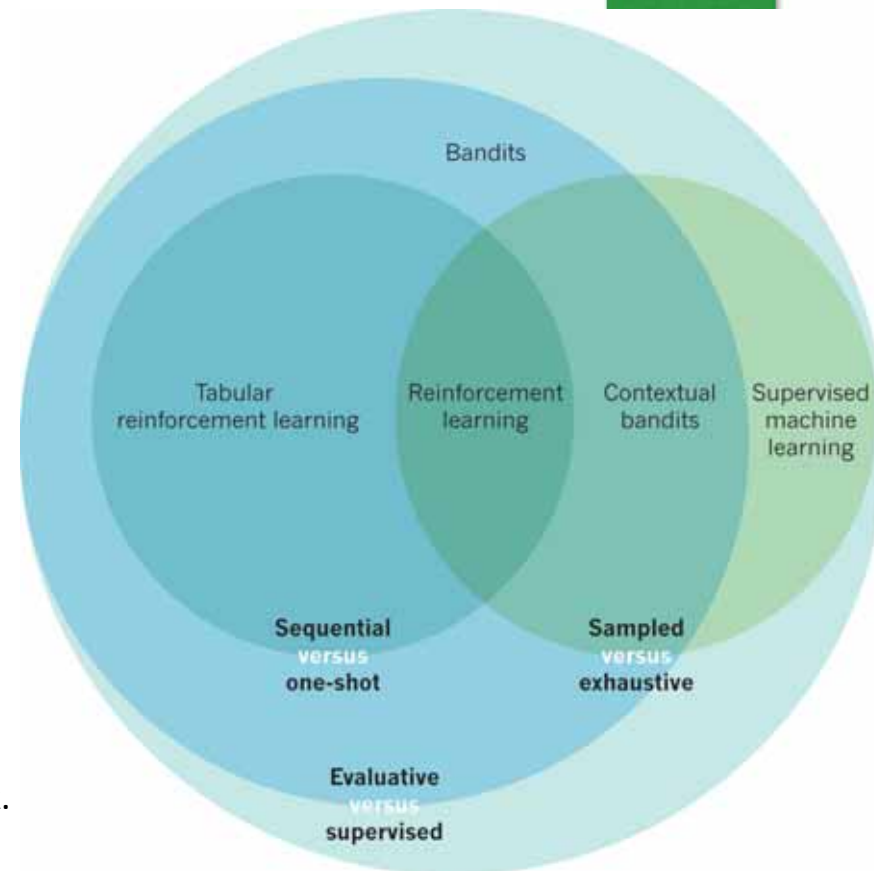 Bandits
Tabular
reinforcement learning
Reinforcement
learning
Contextual
bandits
Supervised
machine
learning
Sequential
versus
one-shot
Sampled
versus
exhaustive
Evaluative
versus
supervised
.